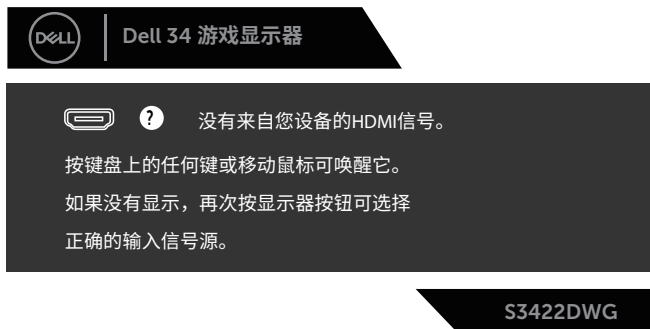 DELL
Dell 34 游戏显示器
?
没有来自您设备的HDMI信号。
按键盘上的任何键或移动鼠标可唤醒它。
如果没有显示，再次按显示器按钮可选择
正确的输入信号源。
S3422DWG